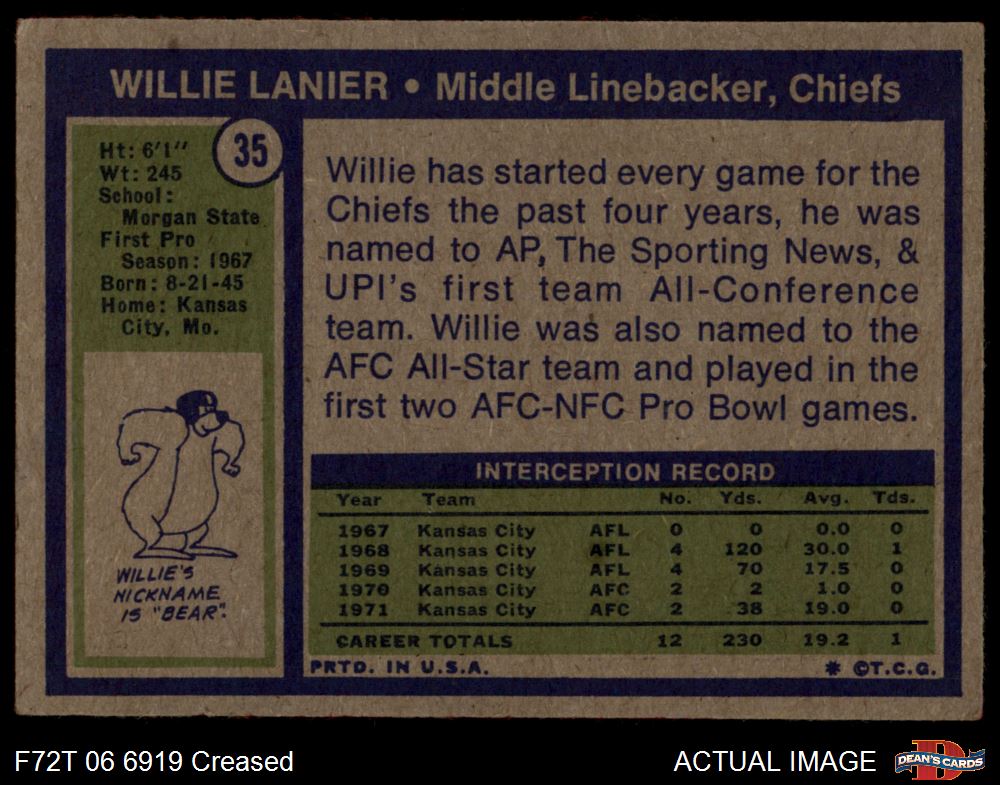 WILLIE LANIER • Middle Linebacker, Chiefs
35
Ht: 6'1"
Wt: 245
School:
Morgan State
First Pro
Season: 1967
Born: 8-21-45
Home: Kansas
City, Mo.
WILLIE'S
NICKNAME
IS "BEAR".
Willie has started every game for the
Chiefs the past four years, he was
named to AP, The Sporting News, &
UPI's first team All-Conference
team. Willie was also named to the
AFC All-Star team and played in the
first two AFC-NFC Pro Bowl games.
INTERCEPTION RECORD
Year Team No. Yds. Avg. Tds.
1967 Kansas City AFL 0 0 0.0 0
1968 Kansas City AFL 4 120 30.0 1
1969 Kansas City AFL 4 70 17.5 0
1970 Kansas City AFC 2 2 1.0 0
1971 Kansas City AFC 2 38 19.0 0
CAREER TOTALS 12 230 19.2 1
PRTD. IN U.S.A. * ©T.C.G.
F72T 06 6919 Creased ACTUAL IMAGE D DEAN'S CARDS